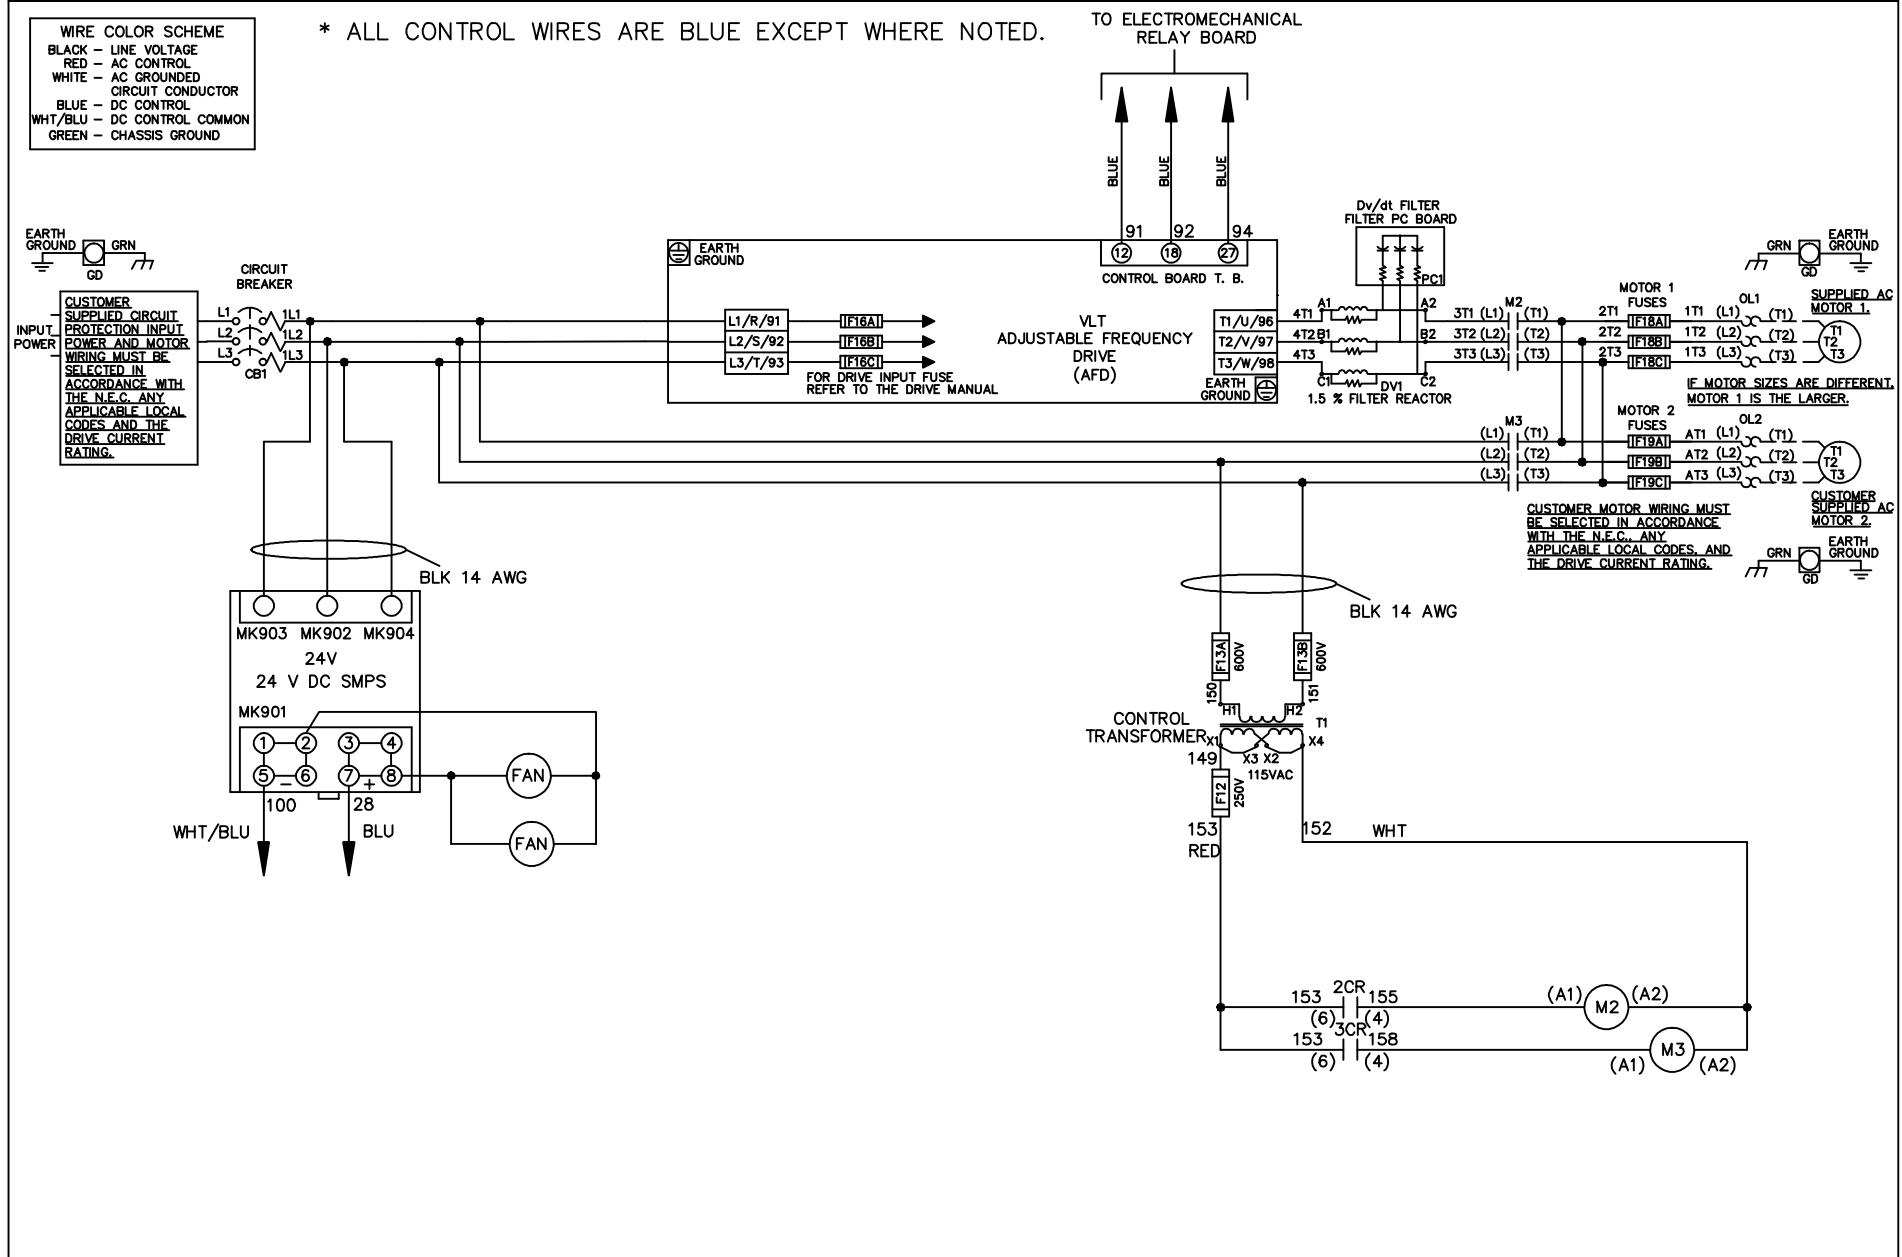 WIRE COLOR SCHEME
BLACK – LINE VOLTAGE
RED – AC CONTROL
WHITE – AC GROUNDED
CIRCUIT CONDUCTOR
BLUE – DC CONTROL
WHT/BLU – DC CONTROL COMMON
GREEN – CHASSIS GROUND
* ALL CONTROL WIRES ARE BLUE EXCEPT WHERE NOTED.
TO ELECTROMECHANICAL
RELAY BOARD
BLUE
BLUE
BLUE
91
92
94
12
18
27
CONTROL BOARD T. B.
EARTH
GROUND
GRN
GD
INPUT
POWER
CUSTOMER
SUPPLIED CIRCUIT
PROTECTION INPUT
POWER AND MOTOR
WIRING MUST BE
SELECTED IN
ACCORDANCE WITH
THE N.E.C. ANY
APPLICABLE LOCAL
CODES AND THE
DRIVE CURRENT
RATING.
CIRCUIT
BREAKER
L1
1L1
L2
1L2
L3
1L3
CB1
EARTH
GROUND
L1/R/91
F16A
L2/S/92
F16B
L3/T/93
F16C
FOR DRIVE INPUT FUSE
REFER TO THE DRIVE MANUAL
VLT
ADJUSTABLE FREQUENCY
DRIVE
(AFD)
T1/U/96
T2/V/97
T3/W/98
EARTH
GROUND
Dv/dt FILTER
FILTER PC BOARD
PC1
4T1
A1
A2
4T2
B1
B2
4T3
C1
C2
DV1
1.5 % FILTER REACTOR
M2
3T1 (L1) (T1)
3T2 (L2) (T2)
3T3 (L3) (T3)
MOTOR 1
FUSES
2T1
F18A
1T1 (L1)
OL1
(T1)
2T2
F18B
1T2 (L2)
(T2)
2T3
F18C
1T3 (L3)
(T3)
GRN
GD
EARTH
GROUND
SUPPLIED AC
MOTOR 1.
T1
T2
T3
IF MOTOR SIZES ARE DIFFERENT,
MOTOR 1 IS THE LARGER.
M3
(L1) (T1)
(L2) (T2)
(L3) (T3)
MOTOR 2
FUSES
F19A
AT1 (L1)
OL2
(T1)
F19B
AT2 (L2)
(T2)
F19C
AT3 (L3)
(T3)
T1
T2
T3
CUSTOMER
SUPPLIED AC
MOTOR 2.
CUSTOMER MOTOR WIRING MUST
BE SELECTED IN ACCORDANCE
WITH THE N.E.C., ANY
APPLICABLE LOCAL CODES, AND
THE DRIVE CURRENT RATING.
GRN
GD
EARTH
GROUND
BLK 14 AWG
MK903 MK902 MK904
24V
24 V DC SMPS
MK901
1
2
3
4
5
–
6
7
+
8
FAN
FAN
100
28
WHT/BLU
BLU
BLK 14 AWG
F13A
600V
F13B
600V
150
151
H1
H2
T1
CONTROL
TRANSFORMER
X1
X3 X2
X4
115VAC
149
F12
250V
153
RED
152
WHT
153
2CR
155
(6)
(4)
(A1)
M2
(A2)
153
3CR
158
(6)
(4)
(A1)
M3
(A2)